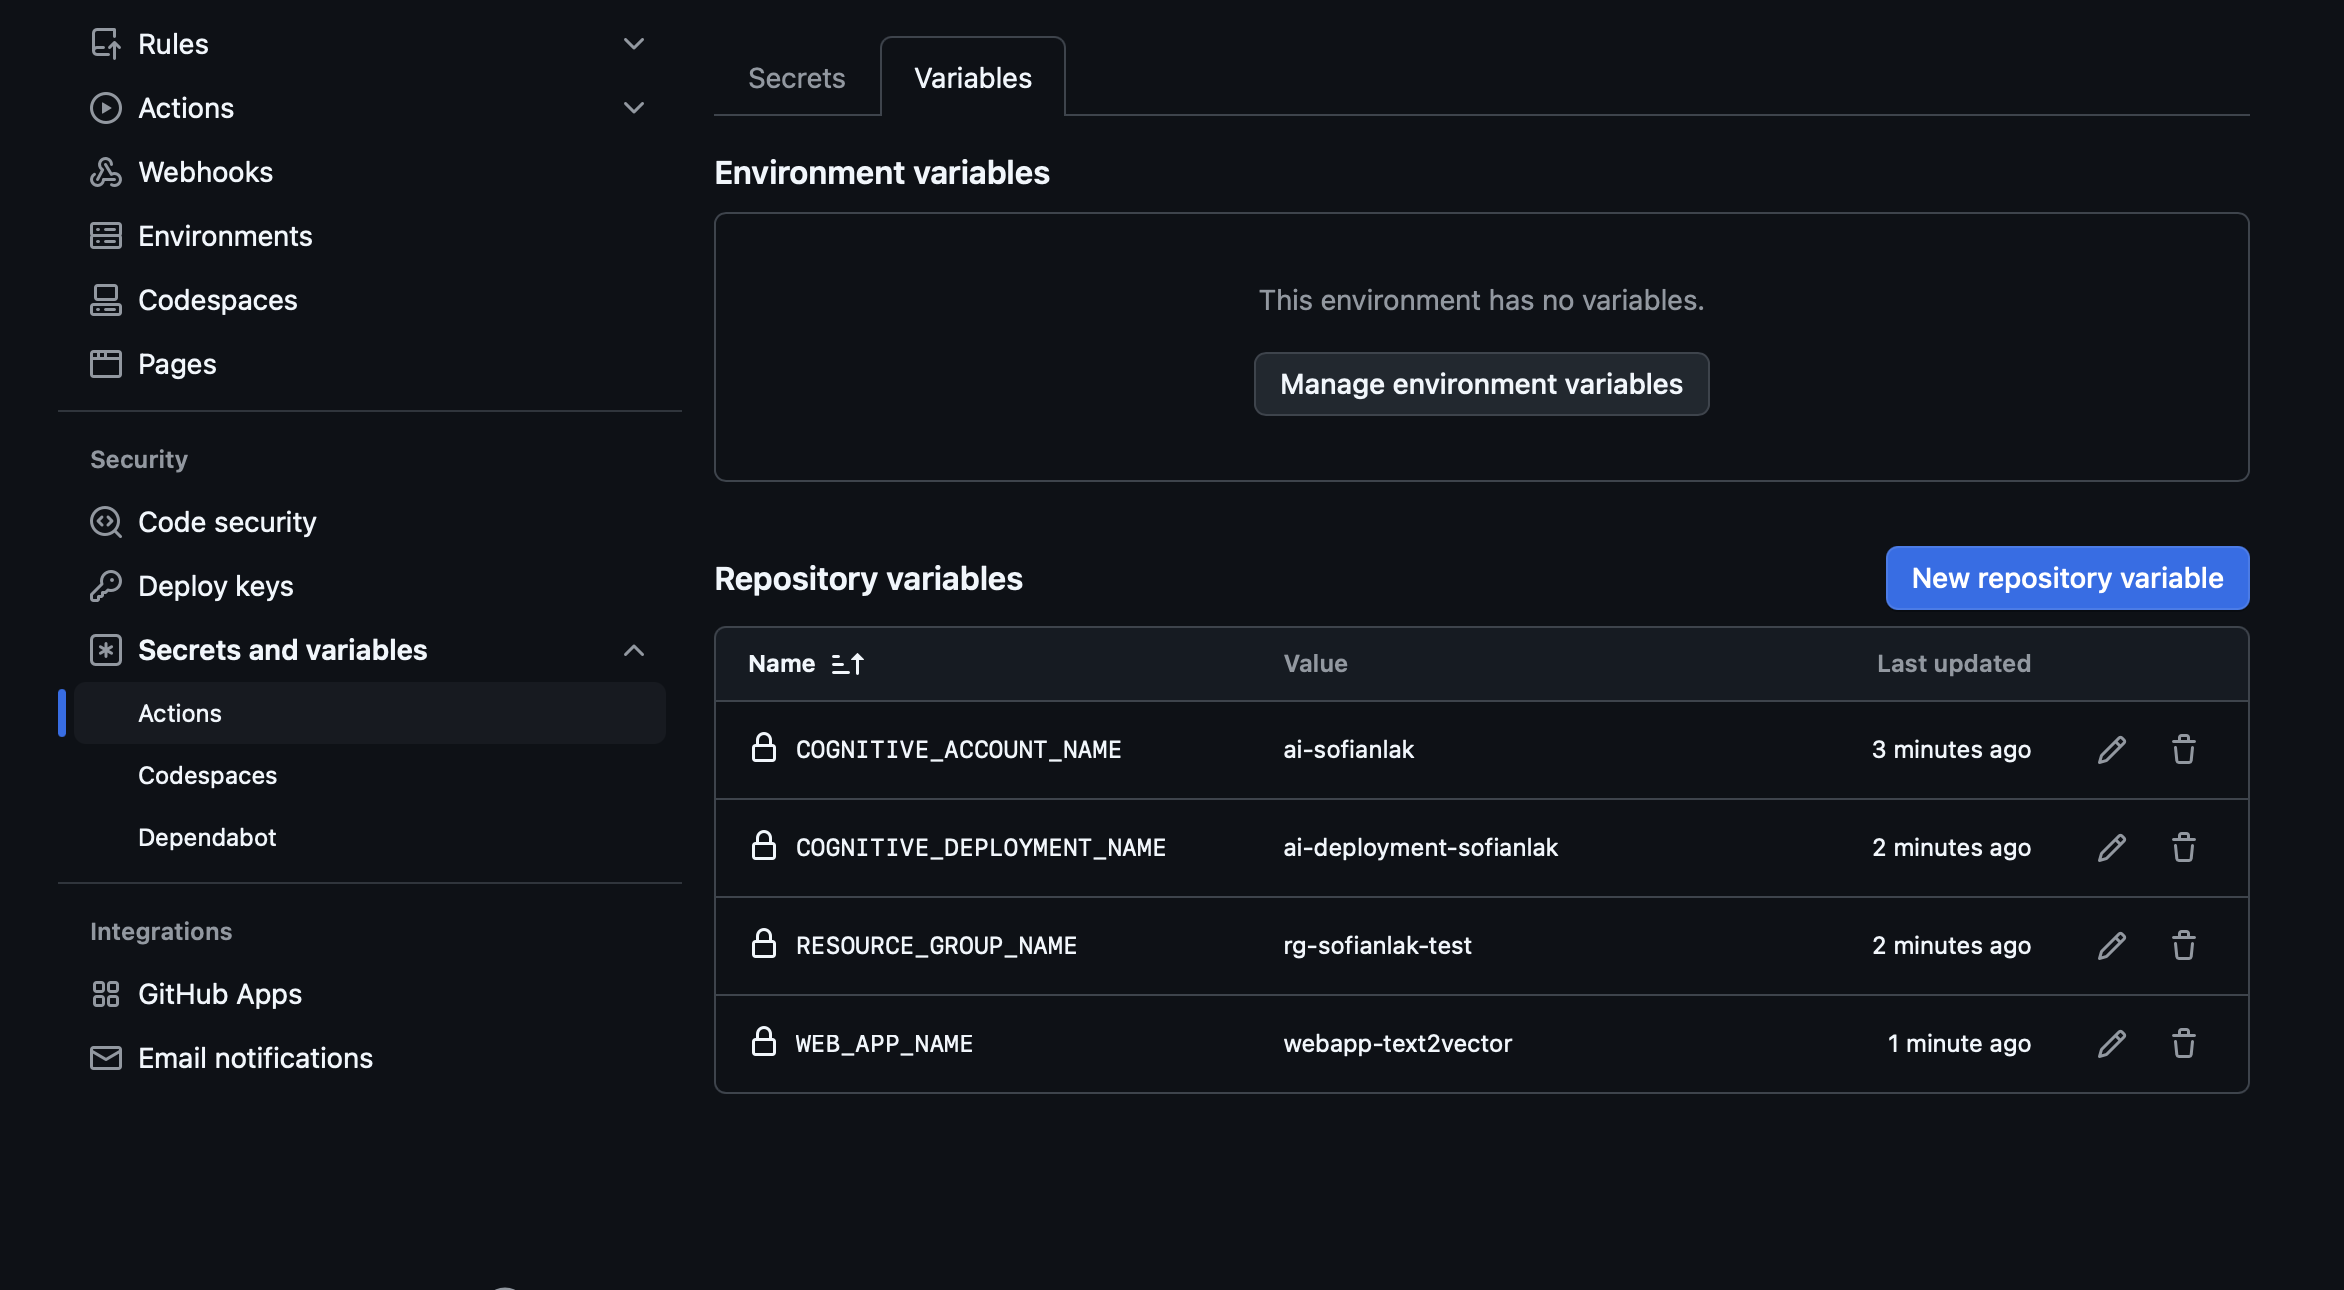 Rules
Actions
Webhooks
Environments
Codespaces
Pages
Security
Code security
Deploy keys
Secrets and variables
Actions
Codespaces
Dependabot
Integrations
GitHub Apps
Email notifications
Secrets Variables
Environment variables
This environment has no variables.
Manage environment variables
Repository variables
New repository variable
Name Value Last updated
COGNITIVE_ACCOUNT_NAME ai-sofianlak 3 minutes ago
COGNITIVE_DEPLOYMENT_NAME ai-deployment-sofianlak 2 minutes ago
RESOURCE_GROUP_NAME rg-sofianlak-test 2 minutes ago
WEB_APP_NAME webapp-text2vector 1 minute ago